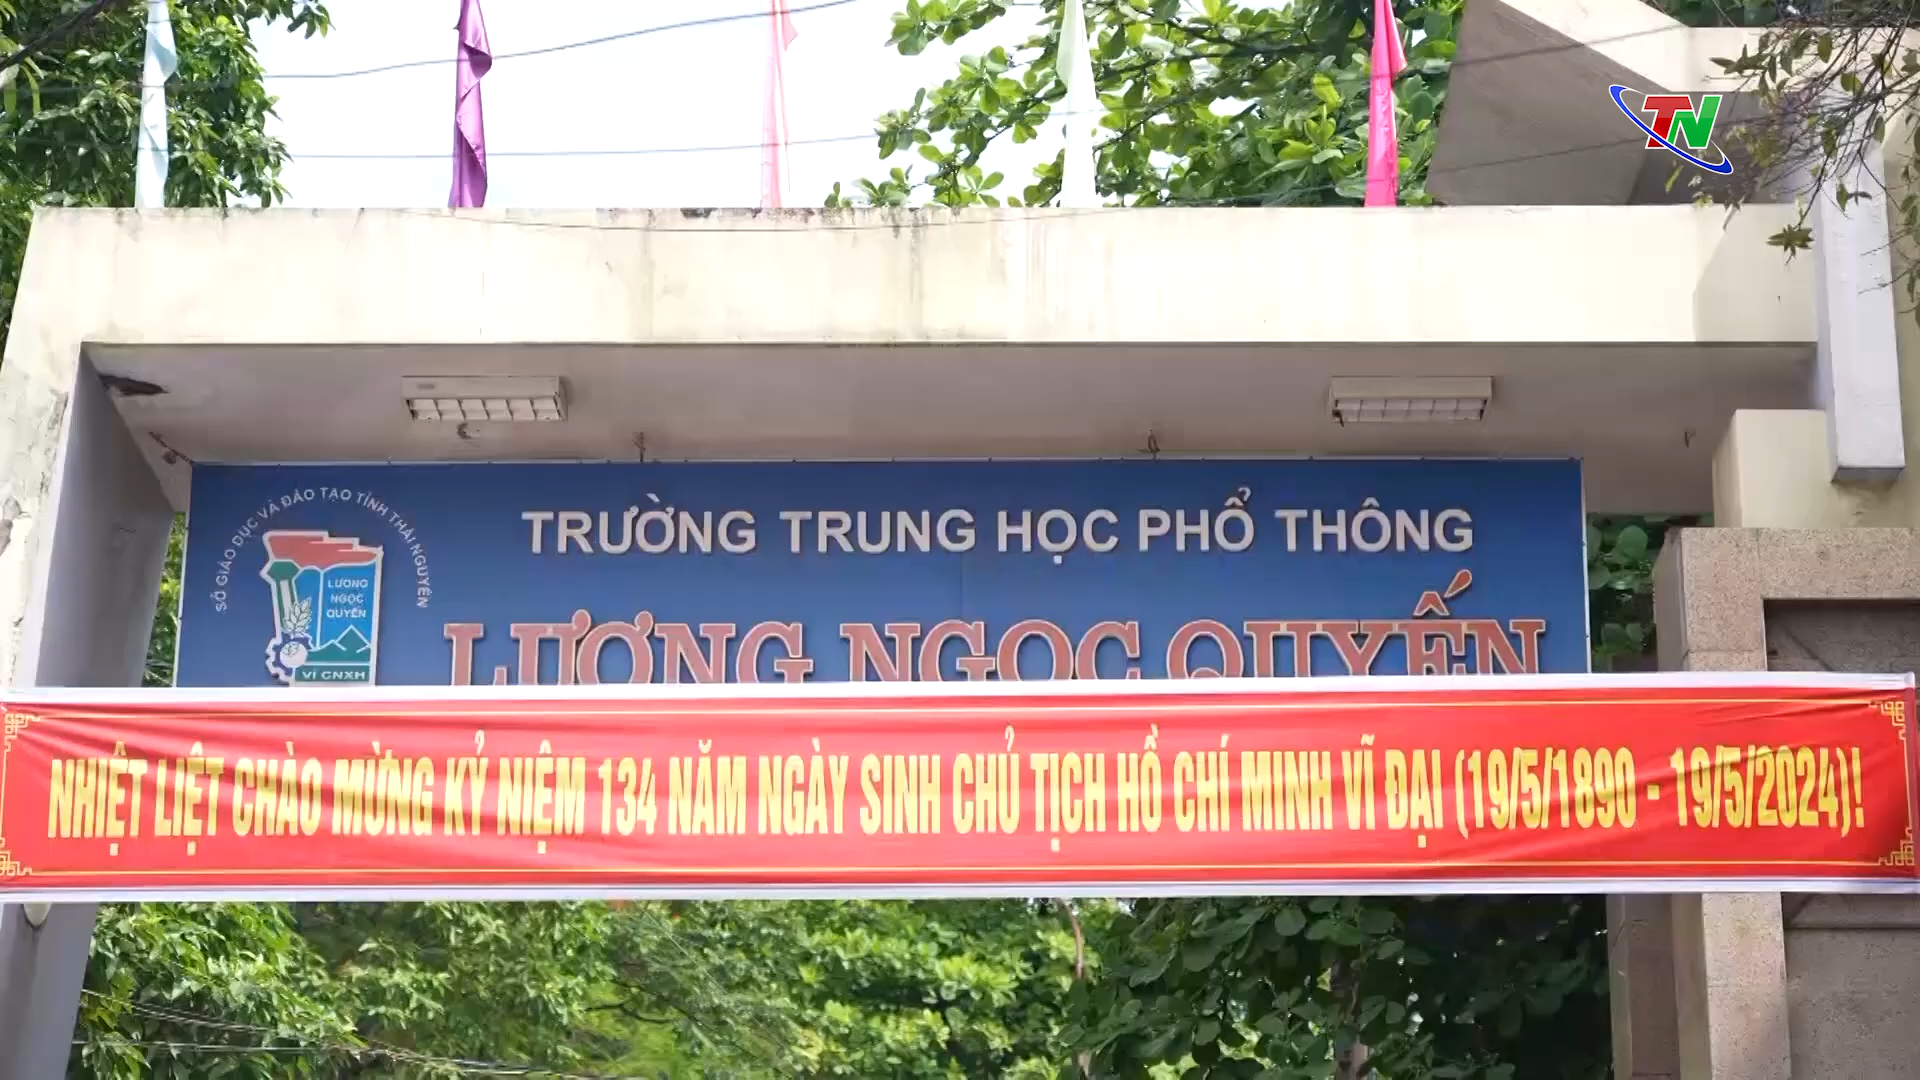 TN
SỞ GIÁO DỤC VÀ ĐÀO TẠO TỈNH THÁI NGUYÊN
LƯƠNG
NGỌC
QUYẾN
VÌ CNXH
TRƯỜNG TRUNG HỌC PHỔ THÔNG
LƯƠNG NGỌC QUYẾN
NHIỆT LIỆT CHÀO MỪNG KỶ NIỆM 134 NĂM NGÀY SINH CHỦ TỊCH HỒ CHÍ MINH VĨ ĐẠI (19/5/1890 - 19/5/2024)!